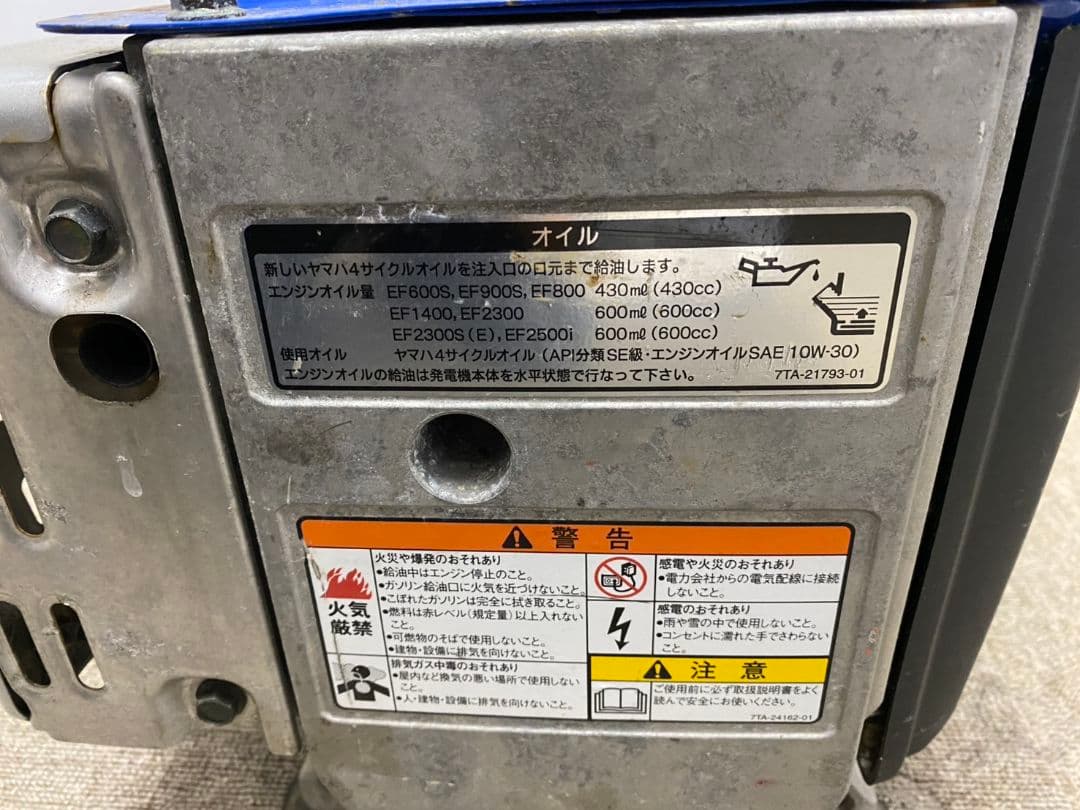 オイル
新しいヤマハ4サイクルオイルを注入口の口元まで給油します。
エンジンオイル量 EF600S, EF900S, EF800 430mℓ (430cc)
EF1400, EF2300 600mℓ (600cc)
EF2300S (E), EF2500i 600mℓ (600cc)
使用オイル ヤマハ4サイクルオイル (API分類SE級・エンジンオイルSAE 10W-30)
エンジンオイルの給油は発電機本体を水平状態で行なって下さい。 7TA-21793-01
警告
火気
厳禁
火災や爆発のおそれあり
•給油中はエンジン停止のこと。
•ガソリン給油口に火気を近づけないこと。
•こぼれたガソリンは完全に拭き取ること。
•燃料は赤レベル(規定量)以上入れない
こと。
•可燃物のそばで使用しないこと。
•建物・設備に排気を向けないこと。
排気ガス中毒のおそれあり
•屋内など換気の悪い場所で使用しない
こと。
•人・建物・設備に排気を向けないこと。
感電や火災のおそれあり
•電力会社からの電気配線に接続
しないこと。
感電のおそれあり
•雨や雪の中で使用しないこと。
•コンセントに濡れた手でさわらない
こと。
注意
ご使用前に必ず取扱説明書をよく
読んで安全にお使いください。
7TA-24162-01